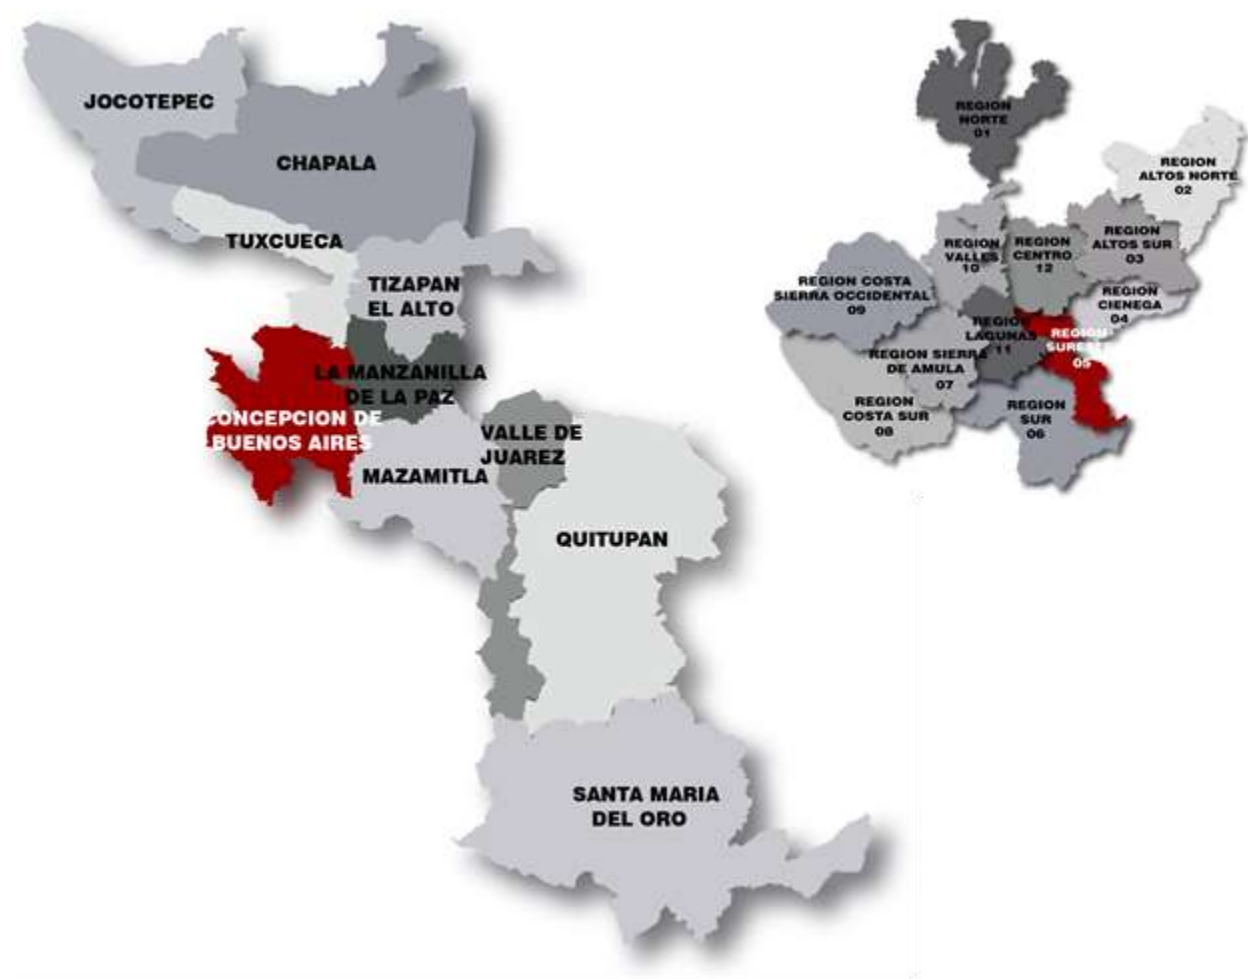 JOCOTEPEC
CHAPALA
TUXCUECA
TIZAPAN
EL ALTO
LA MANZANILLA
DE LA PAZ
CONCEPCION DE
BUENOS AIRES
VALLE DE
JUAREZ
MAZAMITLA
QUITUPAN
SANTA MARIA
DEL ORO
REGION
NORTE
01
REGION
ALTOS NORTE
02
REGION
ALTOS SUR
03
REGION
VALLES
10
REGION
CENTRO
12
REGION COSTA
SIERRA OCCIDENTAL
09
REGION
CIENEGA
04
REGION
LAGUNAS
11
REGION
05
REGION SIERRA
DE AMULA
07
REGION
COSTA SUR
08
REGION
SUR
06